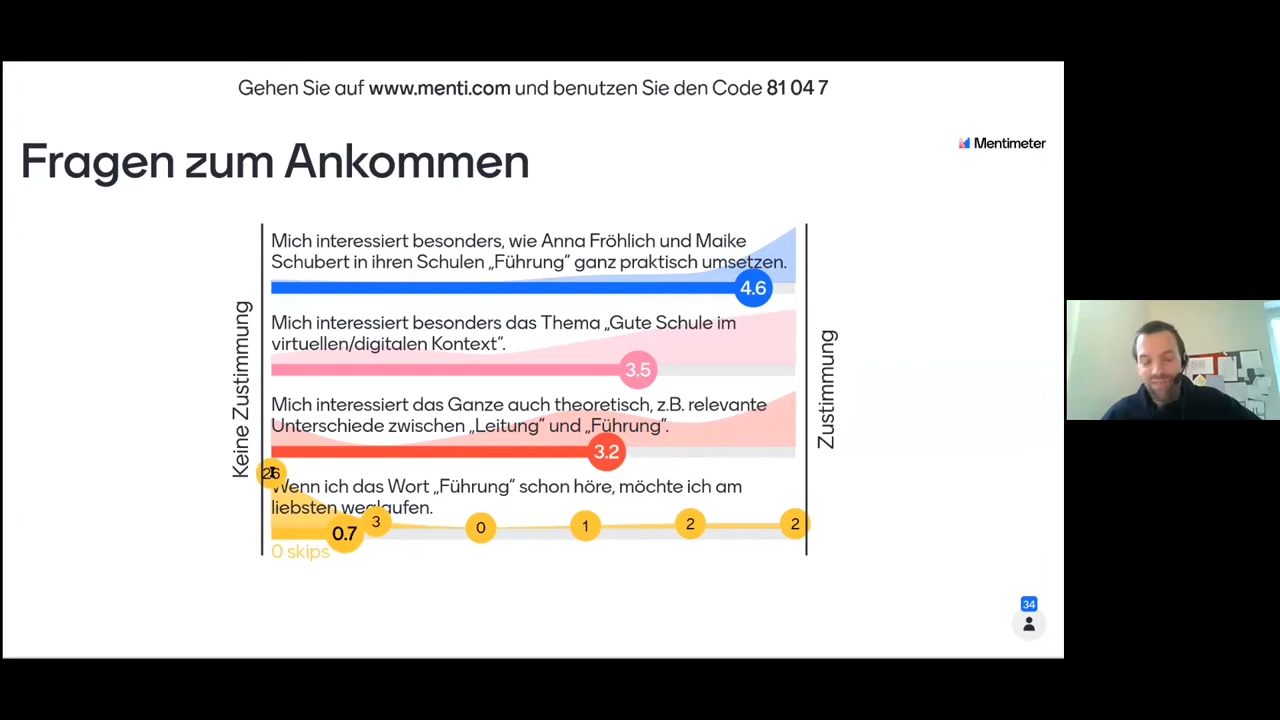 Gehen Sie auf www.menti.com und benutzen Sie den Code 81 04 7
Fragen zum Ankommen
Mentimeter
Keine Zustimmung
Zustimmung
Mich interessiert besonders, wie Anna Fröhlich und Maike
Schubert in ihren Schulen „Führung" ganz praktisch umsetzen.
4.6
Mich interessiert besonders das Thema „Gute Schule im
virtuellen/digitalen Kontext".
3.5
Mich interessiert das Ganze auch theoretisch, z.B. relevante
Unterschiede zwischen „Leitung" und „Führung".
3.2
26
Wenn ich das Wort „Führung" schon höre, möchte ich am
liebsten weglaufen.
0.7
3
0
1
2
2
0 skips
34